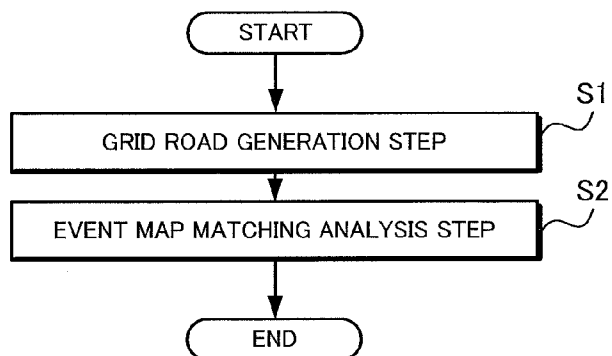 START
S1
GRID ROAD GENERATION STEP
S2
EVENT MAP MATCHING ANALYSIS STEP
END